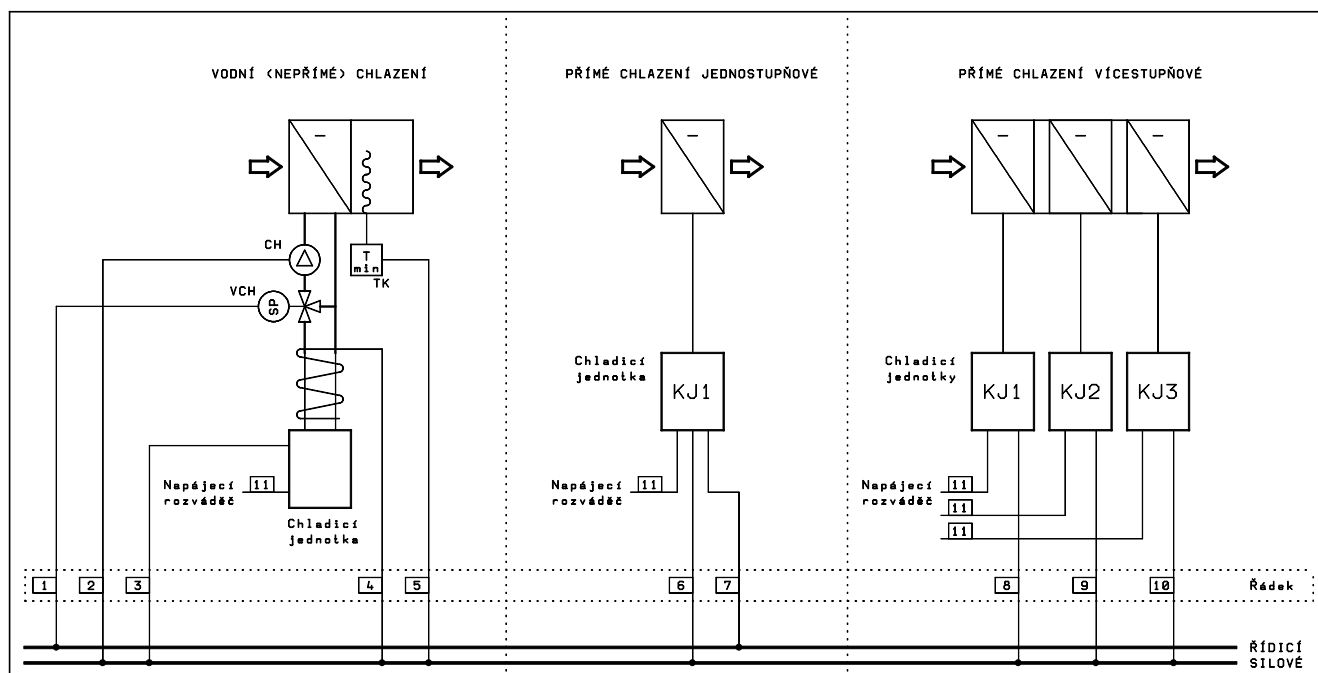 VODNÍ (NEPŘÍMÉ) CHLAZENÍ
PŘÍMÉ CHLAZENÍ JEDNOSTUPŇOVÉ
PŘÍMÉ CHLAZENÍ VÍCESTUPŇOVÉ
CH
T
min
TK
VCH
SP
Chladicí
jednotka
KJ1
Chladicí
jednotky
KJ1
KJ2
KJ3
Napájecí
rozváděč
11
Chladicí
jednotka
Napájecí
rozváděč
11
Napájecí
rozváděč
11
11
11
1
2
3
4
5
6
7
8
9
10
Řádek
ŘÍDICÍ
SILOVÉ